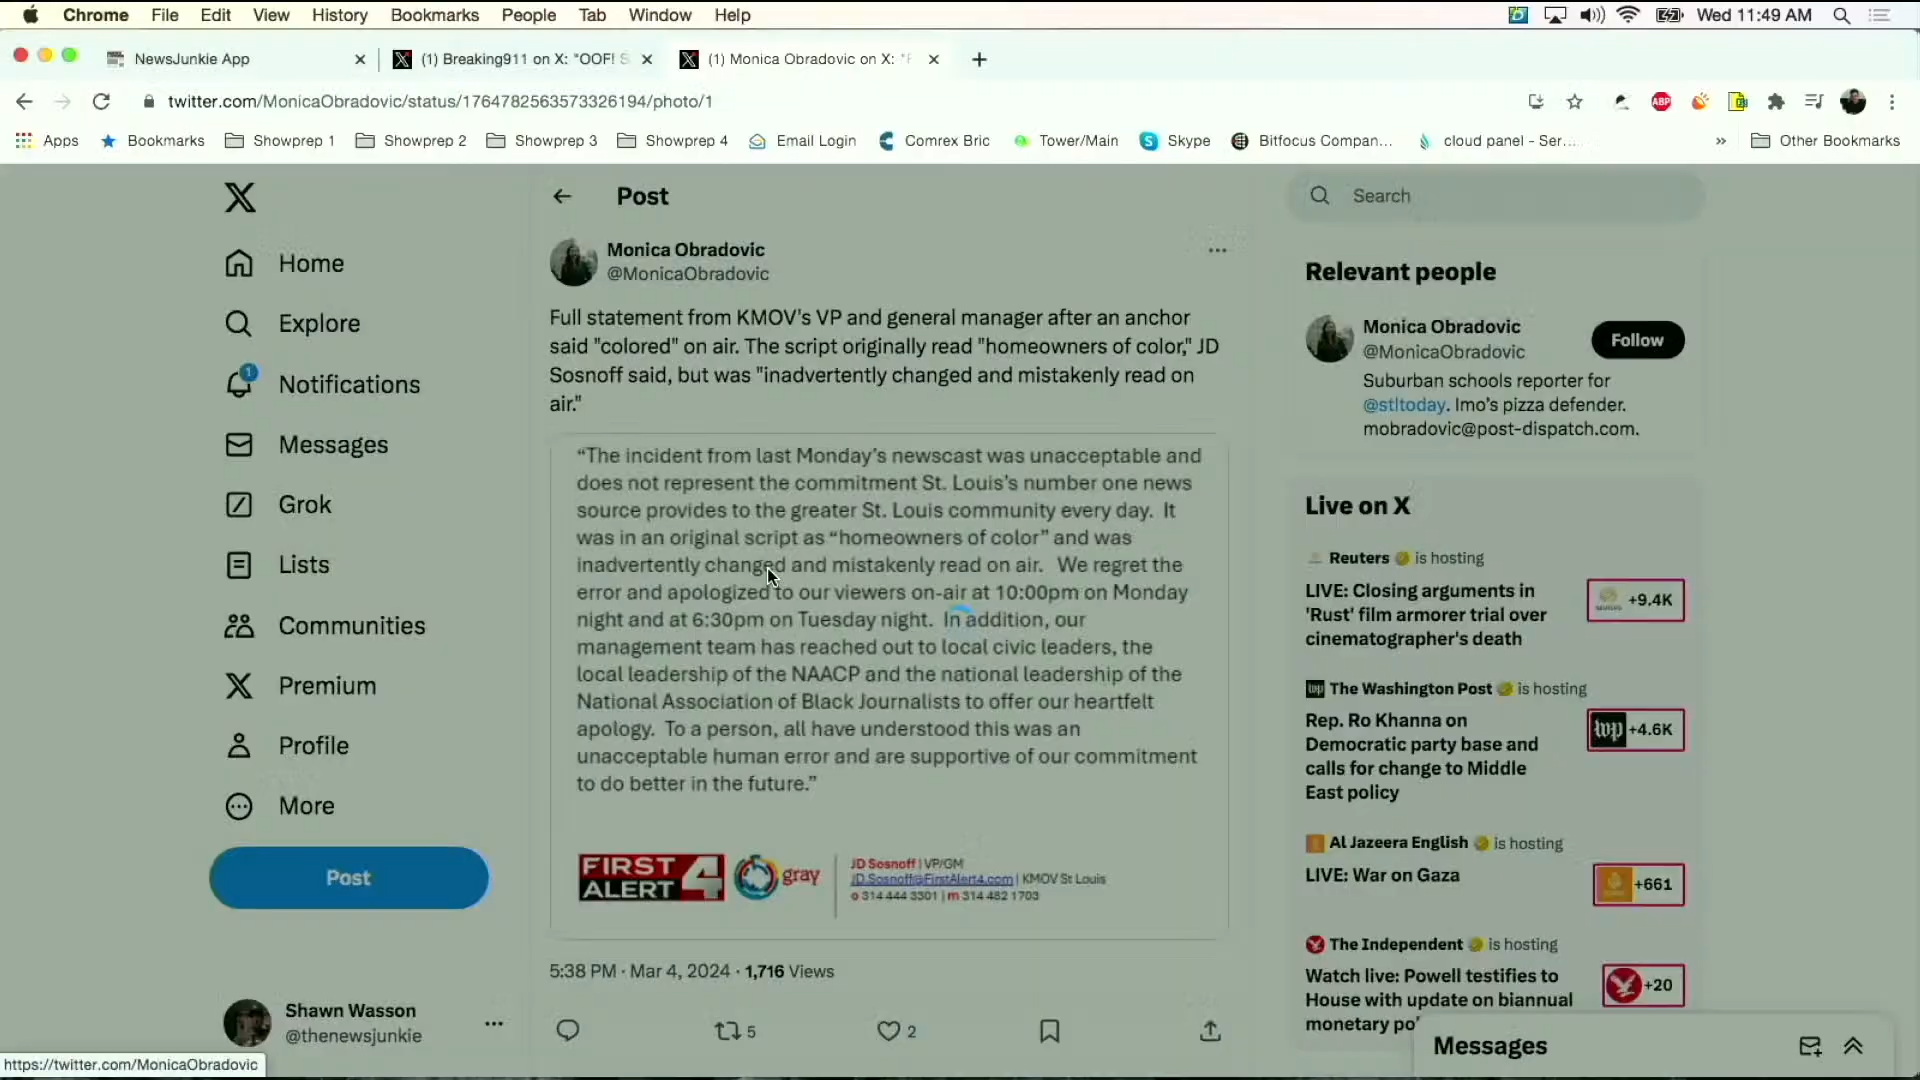 Chrome File Edit View History Bookmarks People Tab Window Help Wed 11:49 AM
NewsJunkie App
(1) Breaking911 on X: "OOF! S
(1) Monica Obradovic on X: "F
twitter.com/MonicaObradovic/status/1764782563573326194/photo/1
ABP
Apps Bookmarks Showprep 1 Showprep 2 Showprep 3 Showprep 4 Email Login Comrex Bric Tower/Main Skype Bitfocus Compan... cloud panel - Ser... » Other Bookmarks
Home
Explore
1
Notifications
Messages
Grok
Lists
Communities
Premium
Profile
More
Post
Shawn Wasson
@thenewsjunkie
https://twitter.com/MonicaObradovic
Post
Monica Obradovic
@MonicaObradovic
Full statement from KMOV's VP and general manager after an anchor
said "colored" on air. The script originally read "homeowners of color," JD
Sosnoff said, but was "inadvertently changed and mistakenly read on
air."
“The incident from last Monday’s newscast was unacceptable and
does not represent the commitment St. Louis’s number one news
source provides to the greater St. Louis community every day. It
was in an original script as “homeowners of color” and was
inadvertently changed and mistakenly read on air. We regret the
error and apologized to our viewers on-air at 10:00pm on Monday
night and at 6:30pm on Tuesday night. In addition, our
management team has reached out to local civic leaders, the
local leadership of the NAACP and the national leadership of the
National Association of Black Journalists to offer our heartfelt
apology. To a person, all have understood this was an
unacceptable human error and are supportive of our commitment
to do better in the future.”
FIRST
ALERT 4
gray
JD Sosnoff | VP/GM
JD.Sosnoff@FirstAlert4.com | KMOV St Louis
o 314 444 3301 | m 314 482 1703
5:38 PM · Mar 4, 2024 · 1,716 Views
5 2
Search
Relevant people
Monica Obradovic
@MonicaObradovic
Follow
Suburban schools reporter for
@stltoday. Imo’s pizza defender.
mobradovic@post-dispatch.com.
Live on X
Reuters is hosting
LIVE: Closing arguments in
'Rust' film armorer trial over
cinematographer's death
+9.4K
The Washington Post is hosting
Rep. Ro Khanna on
Democratic party base and
calls for change to Middle
East policy
wp +4.6K
Al Jazeera English is hosting
LIVE: War on Gaza
+661
The Independent is hosting
Watch live: Powell testifies to
House with update on biannual
monetary po
+20
Messages